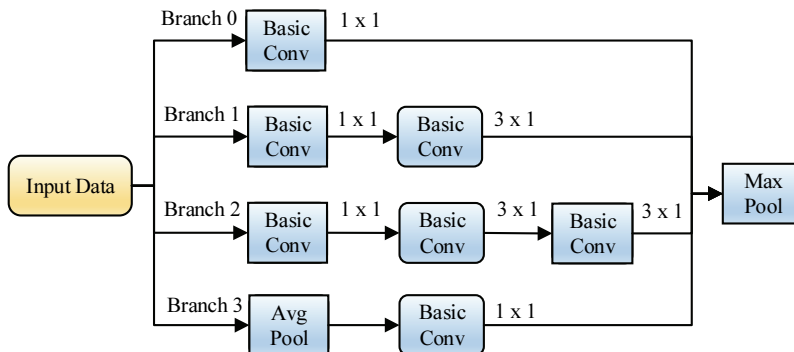 Branch 0
Basic
Conv
1 x 1
Branch 1
Basic
Conv
1 x 1
Basic
Conv
3 x 1
Input Data
Max
Pool
Branch 2
Basic
Conv
1 x 1
Basic
Conv
3 x 1
Basic
Conv
3 x 1
Branch 3
Avg
Pool
Basic
Conv
1 x 1